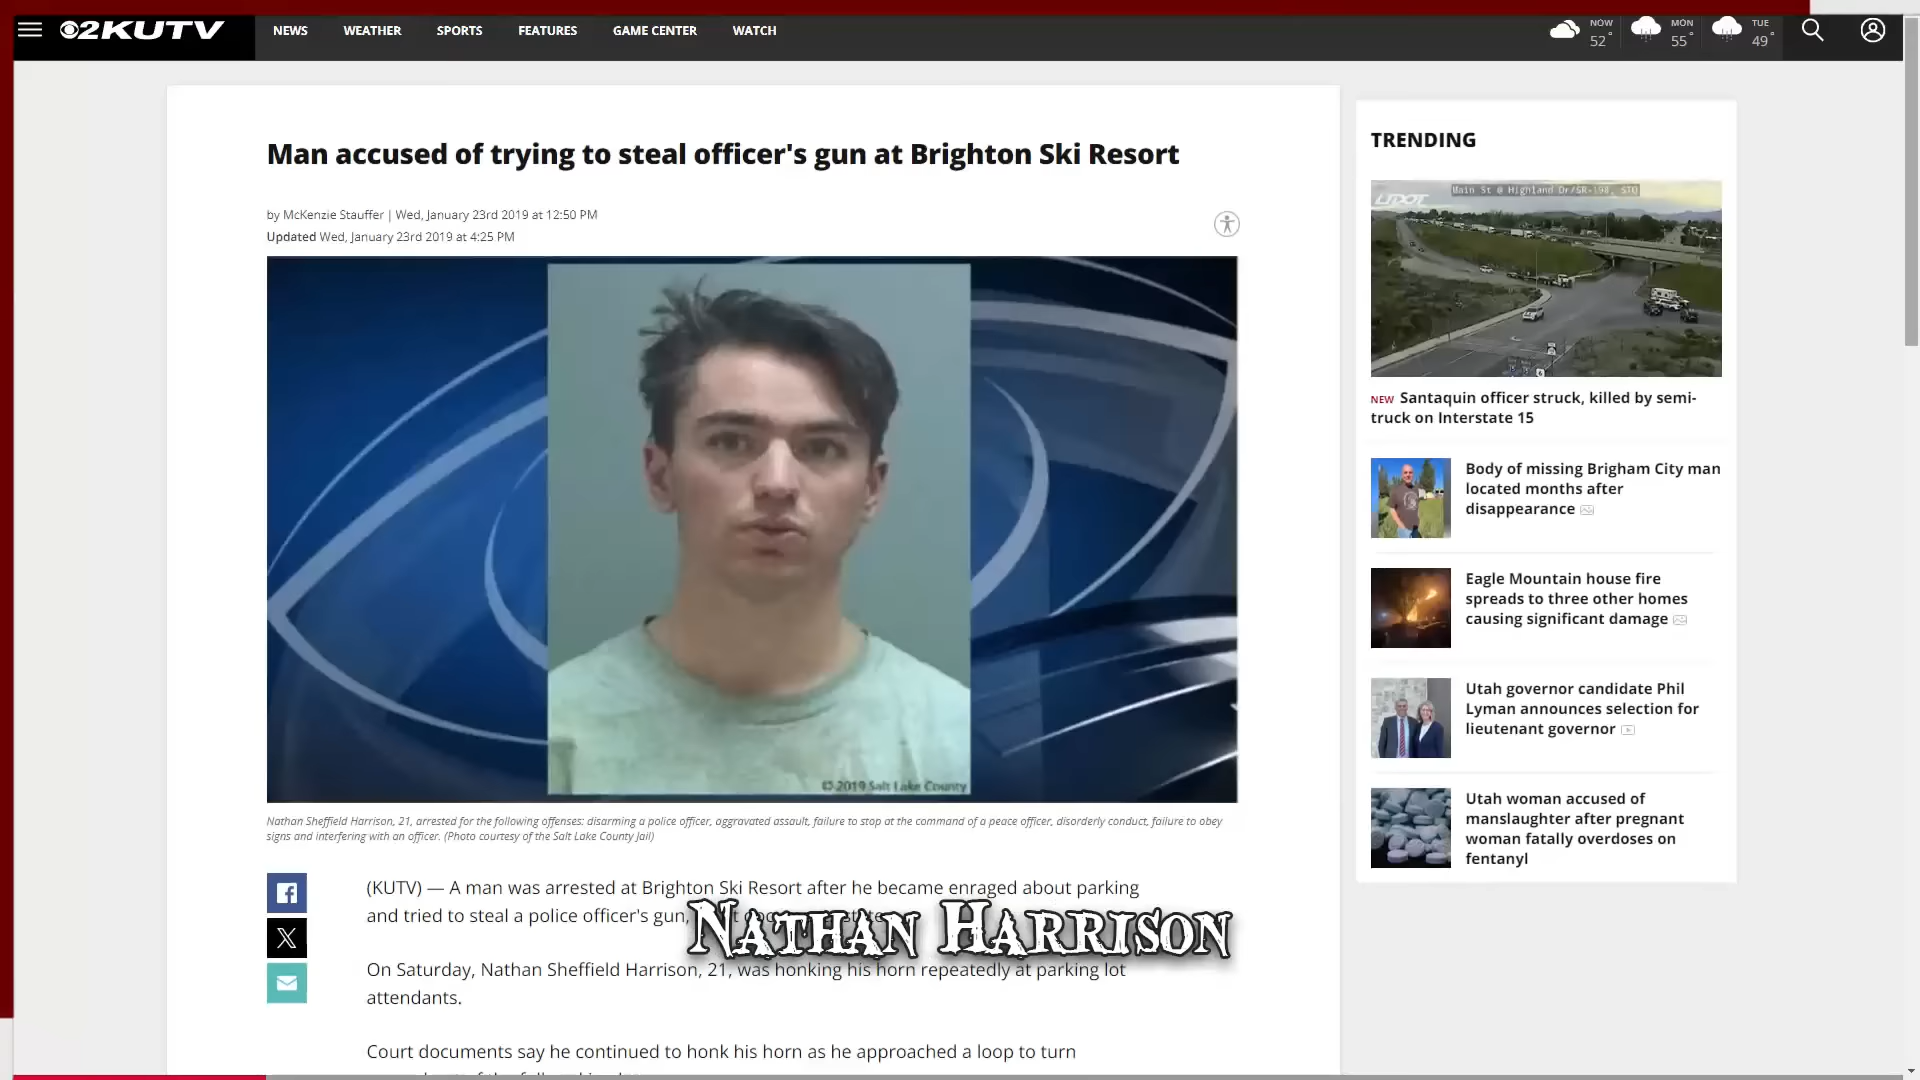 2KUTV
NEWS
WEATHER
SPORTS
FEATURES
GAME CENTER
WATCH
NOW
52°
MON
55°
TUE
49°
Man accused of trying to steal officer's gun at Brighton Ski Resort
by McKenzie Stauffer | Wed, January 23rd 2019 at 12:50 PM
Updated Wed, January 23rd 2019 at 4:25 PM
© 2019 Salt Lake County
Nathan Sheffield Harrison, 21, arrested for the following offenses: disarming a police officer, aggravated assault, failure to stop at the command of a peace officer, disorderly conduct, failure to obey
signs and interfering with an officer. (Photo courtesy of the Salt Lake County Jail)
(KUTV) — A man was arrested at Brighton Ski Resort after he became enraged about parking
and tried to steal a police officer's gun,
NATHAN HARRISON
On Saturday, Nathan Sheffield Harrison, 21, was honking his horn repeatedly at parking lot
attendants.
Court documents say he continued to honk his horn as he approached a loop to turn
TRENDING
UDOT
Main St @ Highland Dr/SR-198, STQ
NEW Santaquin officer struck, killed by semi-
truck on Interstate 15
Body of missing Brigham City man
located months after
disappearance
Eagle Mountain house fire
spreads to three other homes
causing significant damage
Utah governor candidate Phil
Lyman announces selection for
lieutenant governor
Utah woman accused of
manslaughter after pregnant
woman fatally overdoses on
fentanyl